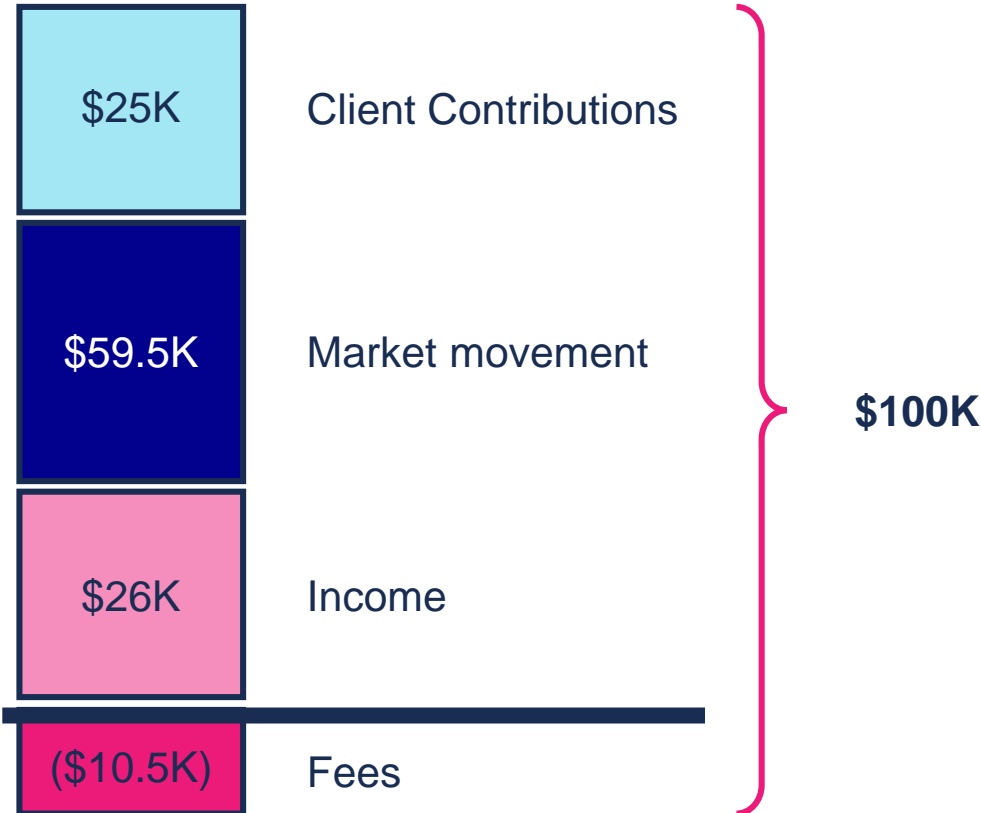 $25K Client Contributions
$59.5K Market movement
$100K
$26K Income
($10.5K) Fees